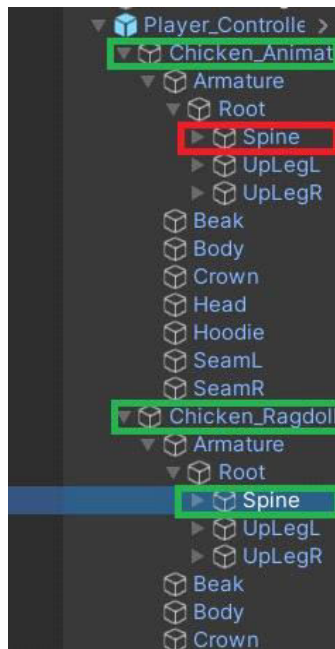 Player_Controlle
Chicken_Animat
Armature
Root
Spine
UpLegL
UpLegR
Beak
Body
Crown
Head
Hoodie
SeamL
SeamR
Chicken_Ragdoll
Armature
Root
Spine
UpLegL
UpLegR
Beak
Body
Crown